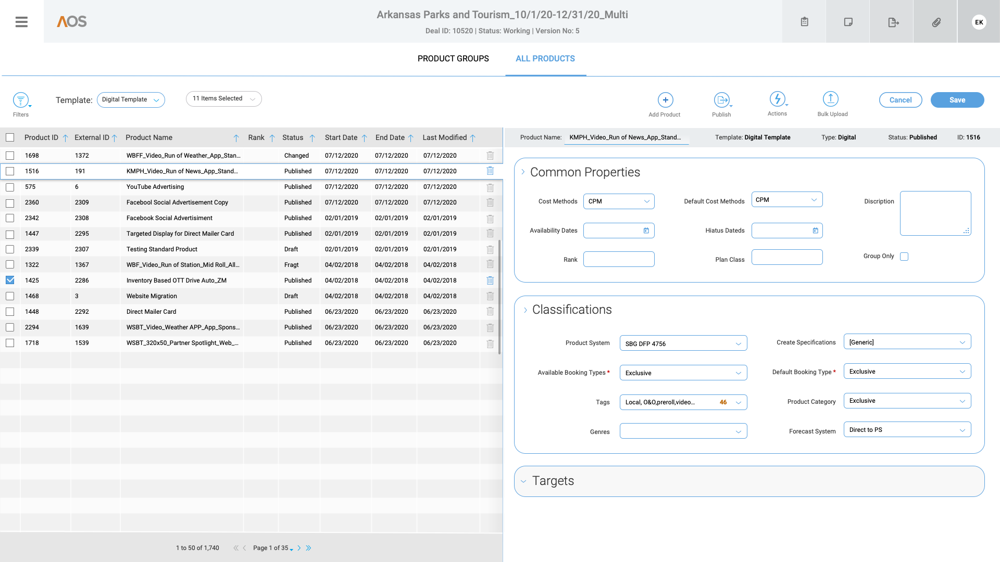 AOS
Arkansas Parks and Tourism_10/1/20-12/31/20_Multi
Deal ID: 10520 | Status: Working | Version No: 5
EK
PRODUCT GROUPS
ALL PRODUCTS
Filters
Template: Digital Template
11 Items Selected
Add Product
Publish
Actions
Bulk Upload
Cancel
Save
Product ID External ID Product Name Rank Status Start Date End Date Last Modified
1698 1372 WBFF_Video_Run of Weather_App_Stan... Changed 07/12/2020 07/12/2020 07/12/2020
1516 191 KMPH_Video_Run of News_App_Stand... Published 07/12/2020 07/12/2020 07/12/2020
575 6 YouTube Advertising Published 07/12/2020 07/12/2020 07/12/2020
2360 2309 Facebool Social Advertisement Copy Published 07/12/2020 07/12/2020 07/12/2020
2342 2308 Facebook Social Advertisiment Published 02/01/2019 02/01/2019 02/01/2019
1447 2295 Targeted Display for Direct Mailer Card Published 02/01/2019 02/01/2019 02/01/2019
2339 2307 Testing Standard Product Draft 02/01/2019 02/01/2019 02/01/2019
1322 1367 WBF_Video_Run of Station_Mid Roll_All... Fragt 04/02/2018 04/02/2018 04/02/2018
1425 2286 Inventory Based OTT Drive Auto_ZM Published 04/02/2018 04/02/2018 04/02/2018
1468 3 Website Migration Draft 04/02/2018 04/02/2018 04/02/2018
1448 2292 Direct Mailer Card Published 06/23/2020 06/23/2020 06/23/2020
2294 1639 WSBT_Video_Weather APP_App_Spons... Published 06/23/2020 06/23/2020 06/23/2020
1718 1539 WSBT_320x50_Partner Spotlight_Web_... Published 06/23/2020 06/23/2020 06/23/2020
1 to 50 of 1,740 Page 1 of 35
Product Name: KMPH_Video_Run of News_App_Stand... Template: Digital Template Type: Digital Status: Published ID: 1516
Common Properties
Cost Methods CPM Default Cost Methods CPM Discription
Availability Dates Hiatus Dateds
Rank Plan Class Group Only
Classifications
Product System SBG DFP 4756 Create Specifications [Generic]
Available Booking Types * Exclusive Default Booking Type * Exclusive
Tags Local, O&O,preroll,video... 46 Product Category Exclusive
Genres Forecast System Direct to PS
Targets